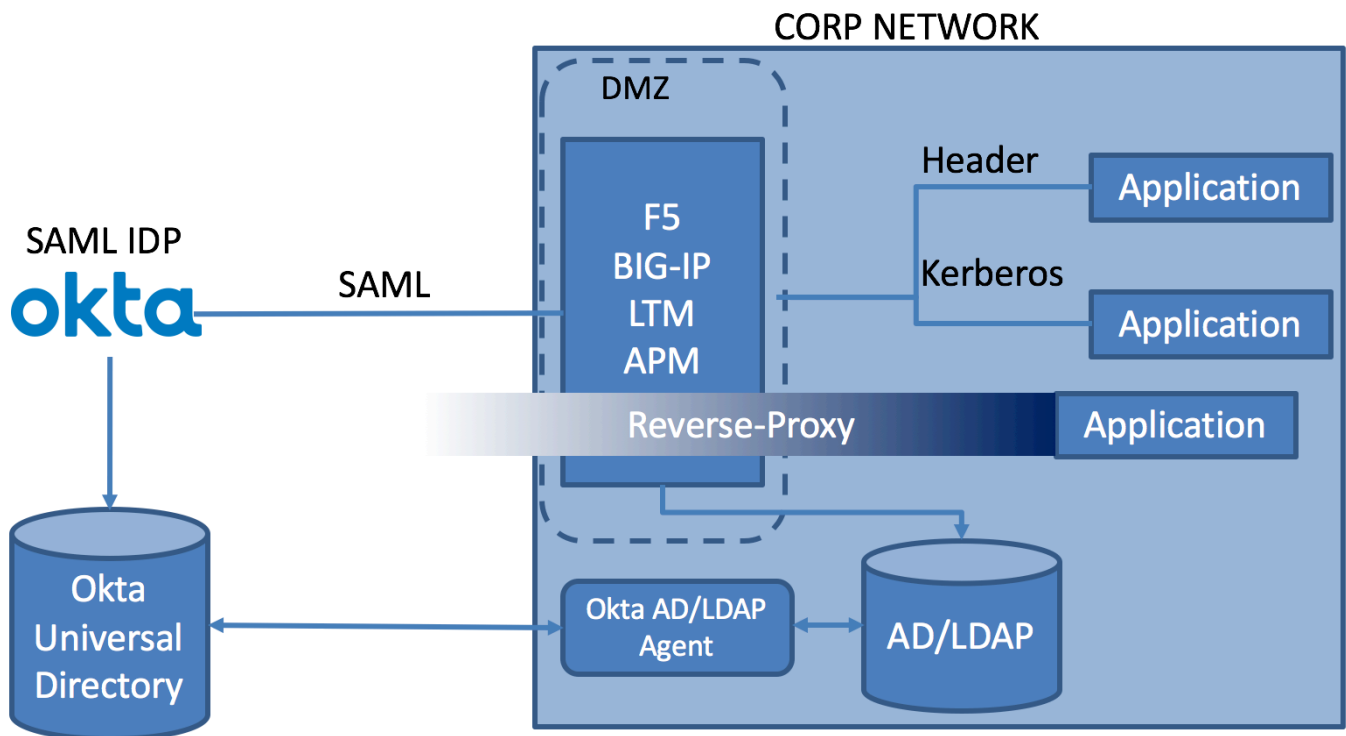 CORP NETWORK
DMZ
F5
BIG-IP
LTM
APM
Header
Application
SAML IDP
okta
SAML
Kerberos
Application
Reverse-Proxy
Application
Okta
Universal
Directory
Okta AD/LDAP
Agent
AD/LDAP